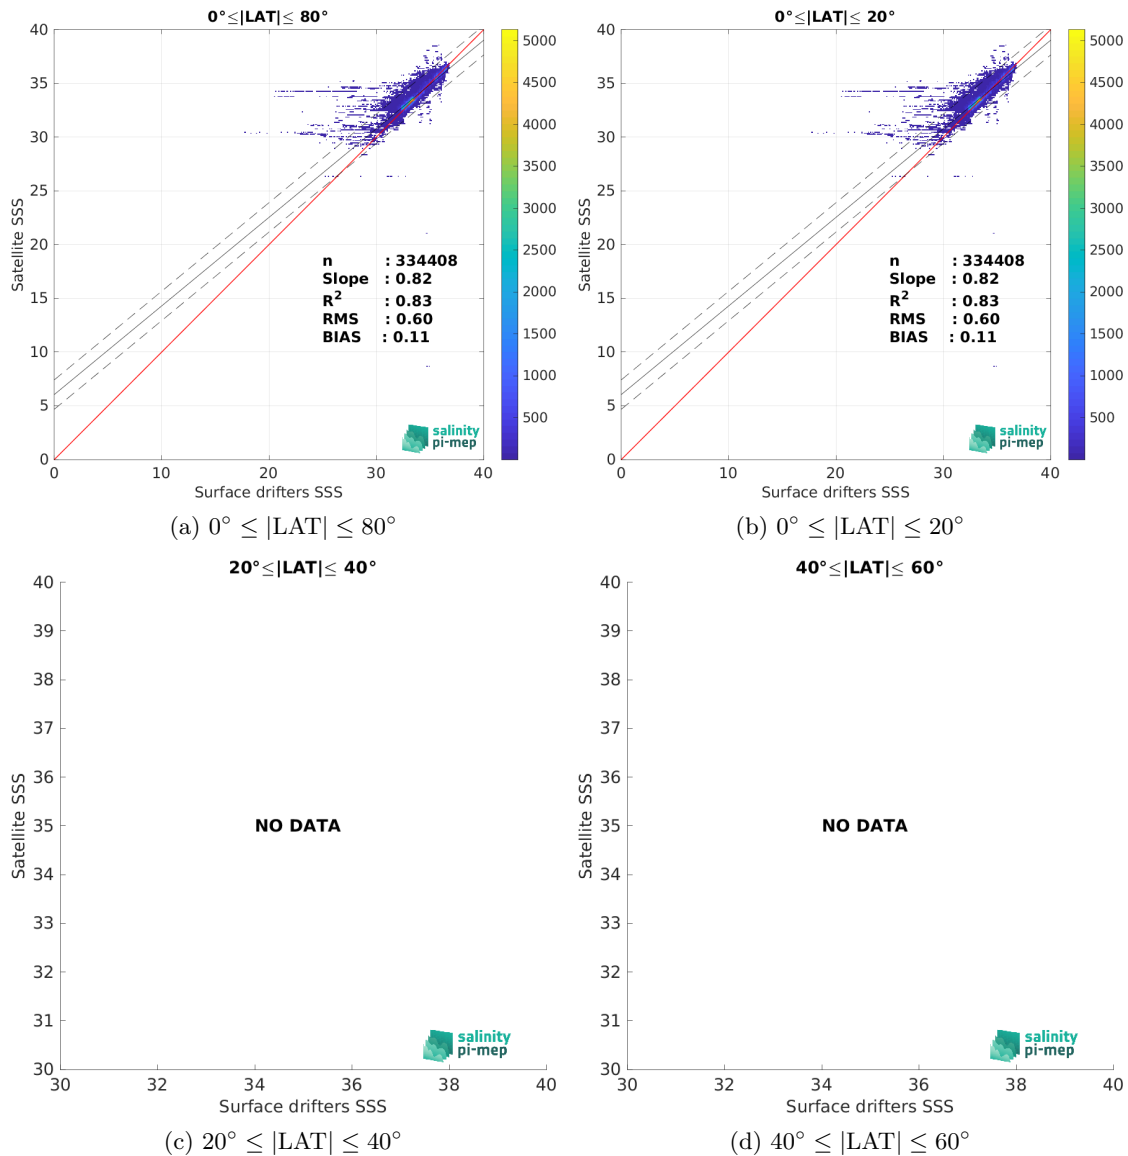 0°≤|LAT|≤ 80°
40
35
30
25
20
15
10
5
0
0
10
20
30
40
Satellite SSS
Surface drifters SSS
n : 334408
Slope : 0.82
R² : 0.83
RMS : 0.60
BIAS : 0.11
5000
4500
4000
3500
3000
2500
2000
1500
1000
500
salinity
pi-mep
(a) 0° ≤ |LAT| ≤ 80°
0°≤|LAT|≤ 20°
40
35
30
25
20
15
10
5
0
0
10
20
30
40
Satellite SSS
Surface drifters SSS
n : 334408
Slope : 0.82
R² : 0.83
RMS : 0.60
BIAS : 0.11
5000
4500
4000
3500
3000
2500
2000
1500
1000
500
salinity
pi-mep
(b) 0° ≤ |LAT| ≤ 20°
20°≤|LAT|≤ 40°
40
39
38
37
36
35
34
33
32
31
30
30
32
34
36
38
40
Satellite SSS
Surface drifters SSS
NO DATA
salinity
pi-mep
(c) 20° ≤ |LAT| ≤ 40°
40°≤|LAT|≤ 60°
40
39
38
37
36
35
34
33
32
31
30
30
32
34
36
38
40
Satellite SSS
Surface drifters SSS
NO DATA
salinity
pi-mep
(d) 40° ≤ |LAT| ≤ 60°